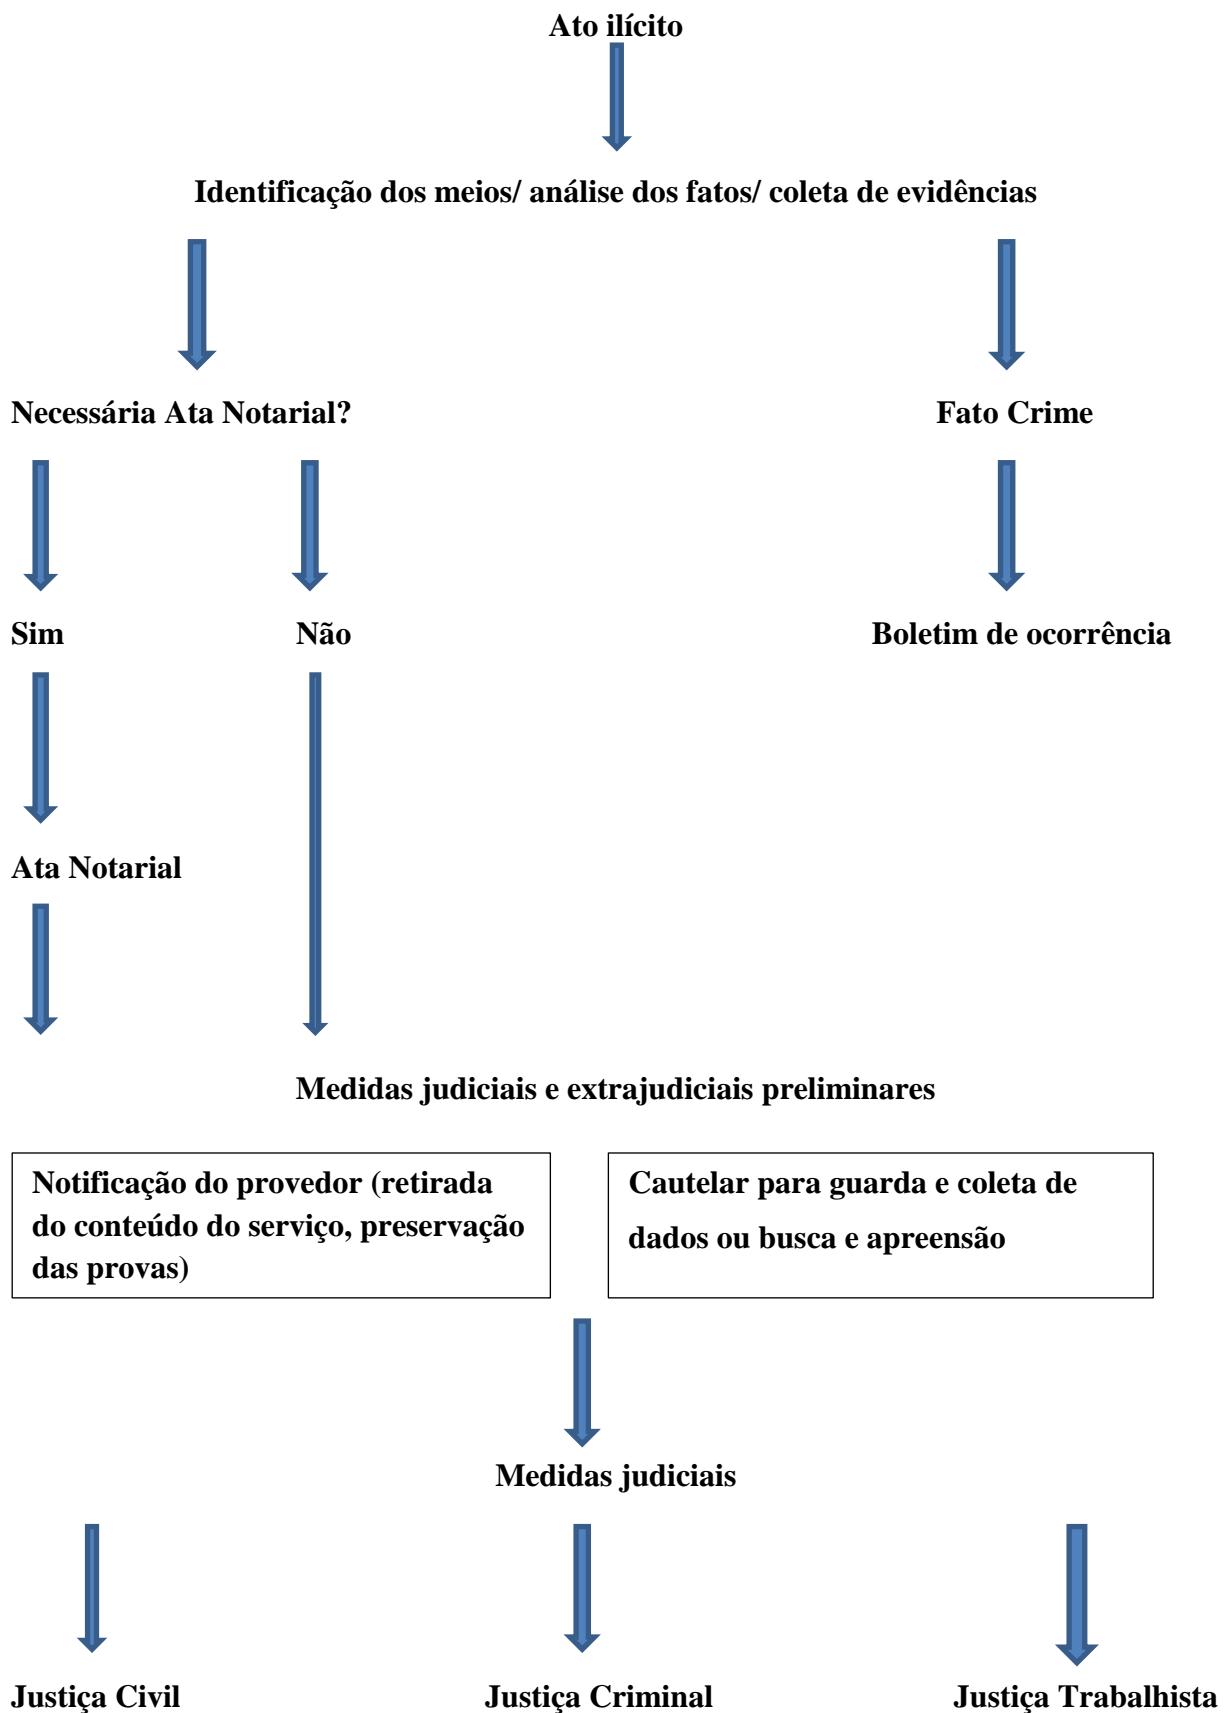 Ato ilícito
Identificação dos meios/ análise dos fatos/ coleta de evidências
Necessária Ata Notarial?
Fato Crime
Sim
Não
Boletim de ocorrência
Ata Notarial
Medidas judiciais e extrajudiciais preliminares
Notificação do provedor (retirada
do conteúdo do serviço, preservação
das provas)
Cautelar para guarda e coleta de
dados ou busca e apreensão
Medidas judiciais
Justiça Civil
Justiça Criminal
Justiça Trabalhista